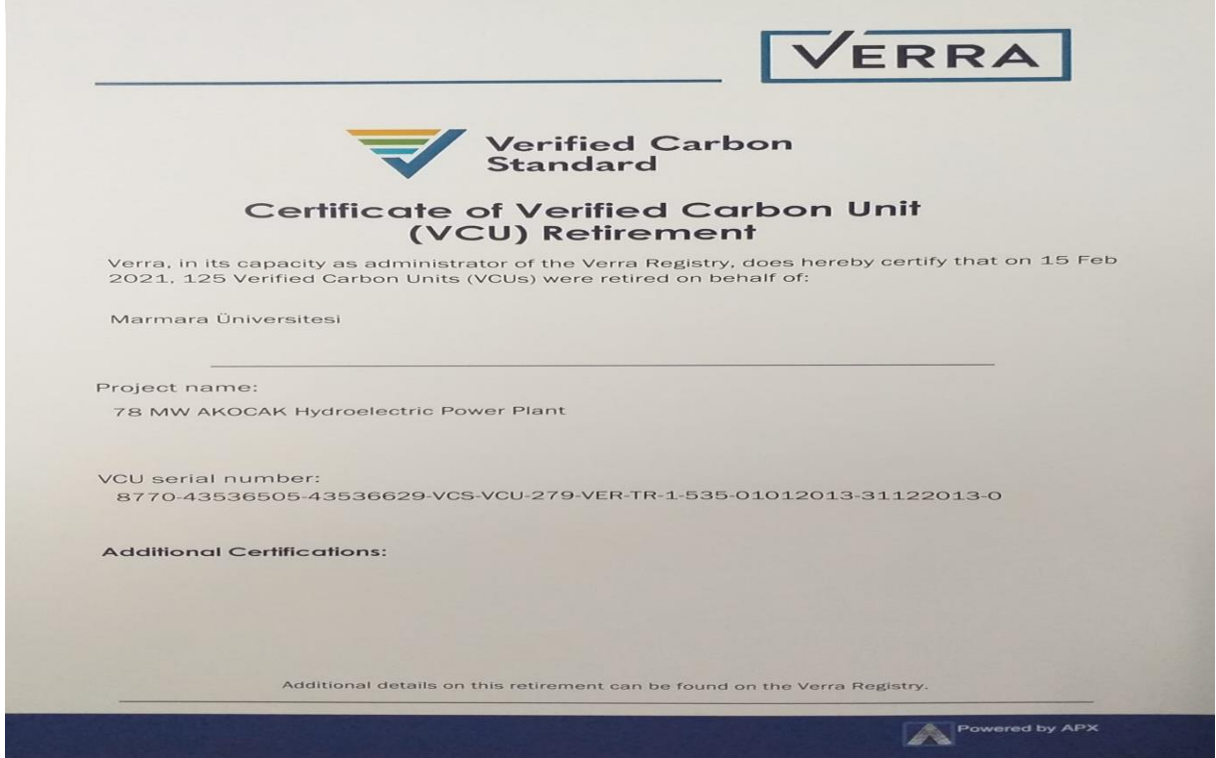 VERRA
Verified Carbon
Standard
Certificate of Verified Carbon Unit
(VCU) Retirement
Verra, in its capacity as administrator of the Verra Registry, does hereby certify that on 15 Feb
2021, 125 Verified Carbon Units (VCUs) were retired on behalf of:
Marmara Üniversitesi
Project name:
78 MW AKOCAK Hydroelectric Power Plant
VCU serial number:
8770-43536505-43536629-VCS-VCU-279-VER-TR-1-535-01012013-31122013-0
Additional Certifications:
Additional details on this retirement can be found on the Verra Registry.
Powered by APX